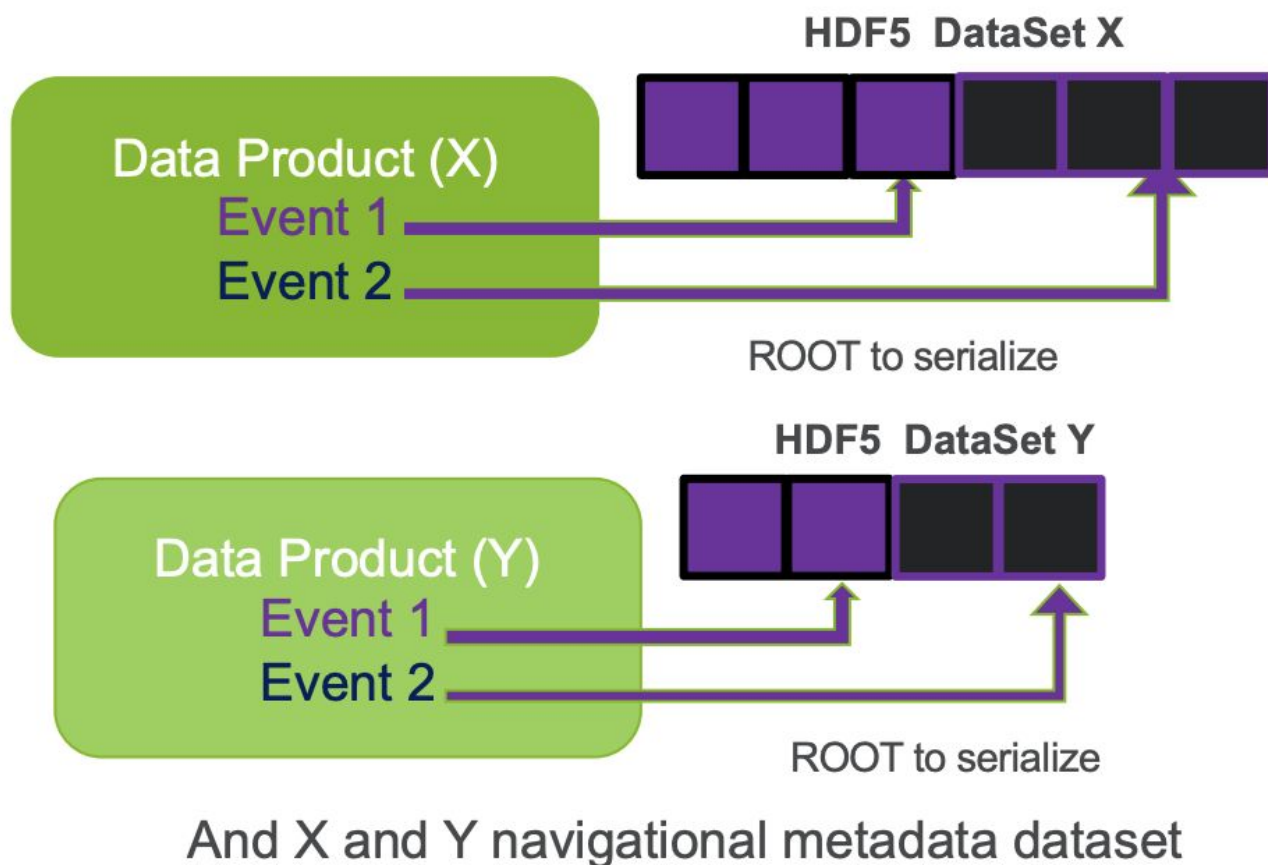 HDF5 DataSet X
Data Product (X)
Event 1
Event 2
ROOT to serialize
HDF5 DataSet Y
Data Product (Y)
Event 1
Event 2
ROOT to serialize
And X and Y navigational metadata dataset